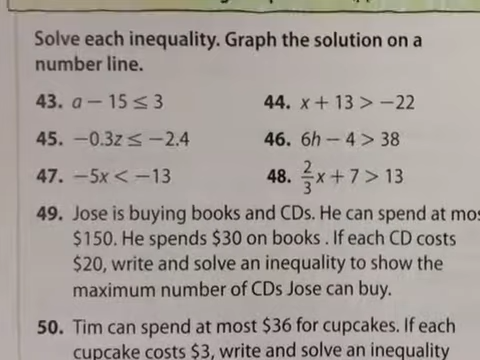 Solve each inequality. Graph the solution on a
number line.
43. a − 15 ≤ 3 44. x + 13 > −22
45. −0.3z ≤ −2.4 46. 6h − 4 > 38
47. −5x < −13 48. 2/3 x + 7 > 13
49. Jose is buying books and CDs. He can spend at mos
$150. He spends $30 on books . If each CD costs
$20, write and solve an inequality to show the
maximum number of CDs Jose can buy.
50. Tim can spend at most $36 for cupcakes. If each
cupcake costs $3, write and solve an inequality